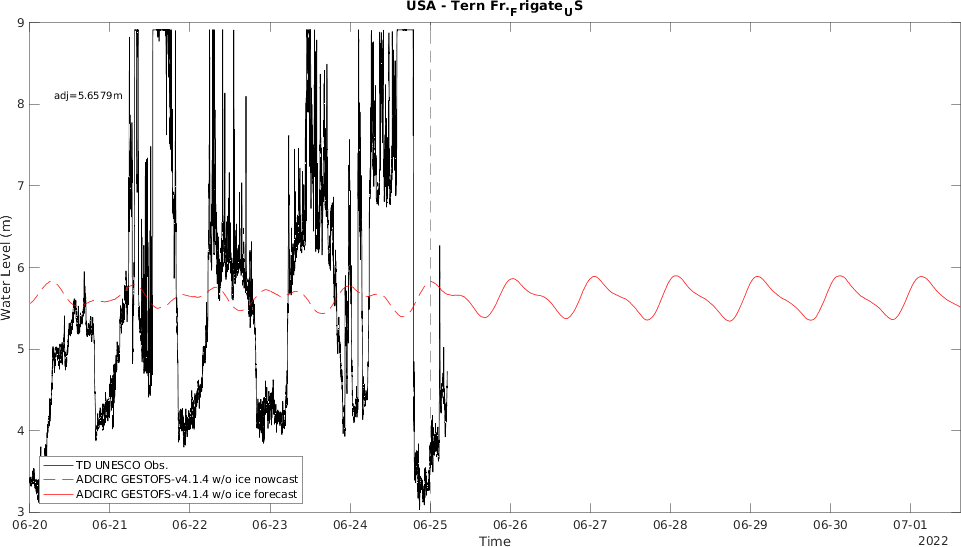 USA - Tern Fr.FrigateUS
9
adj=5.6579m
8
7
6
5
4
3
Water Level (m)
TD UNESCO Obs.
ADCIRC GESTOFS-v4.1.4 w/o ice nowcast
ADCIRC GESTOFS-v4.1.4 w/o ice forecast
06-20 06-21 06-22 06-23 06-24 06-25 06-26 06-27 06-28 06-29 06-30 07-01
Time
2022